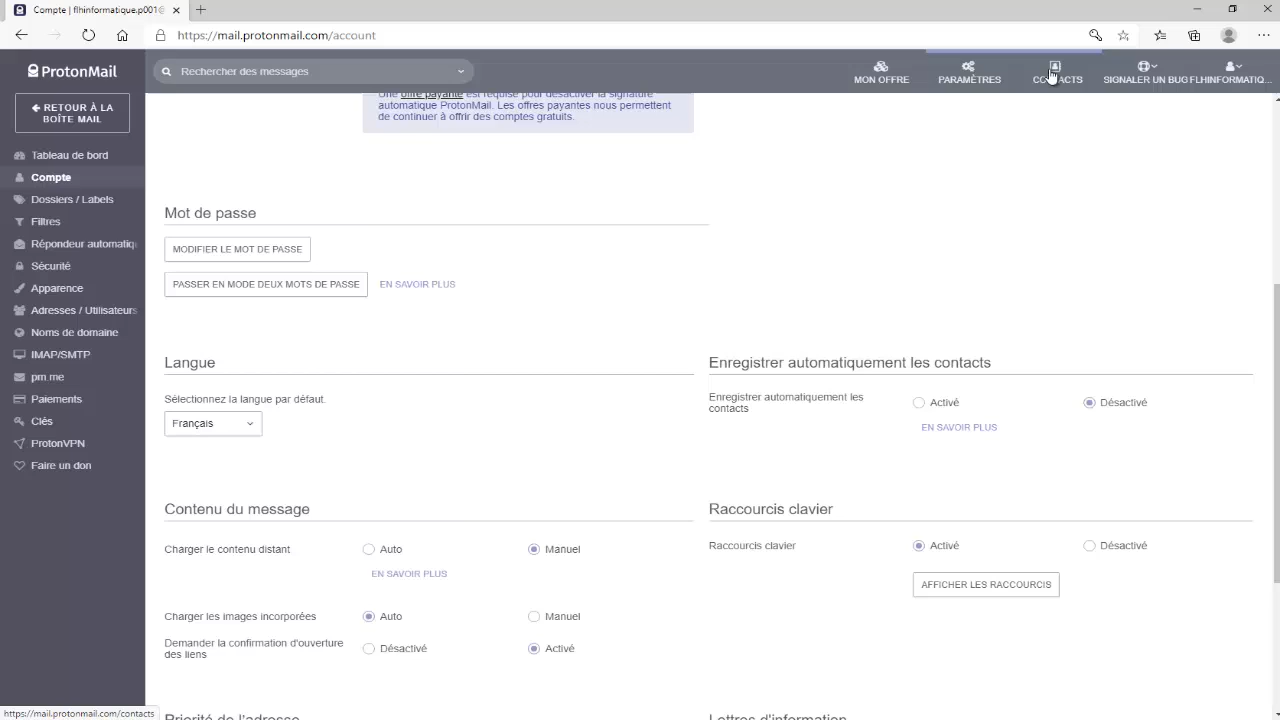 Compte | flhinformatique.p001@
https://mail.protonmail.com/account
ProtonMail
Rechercher des messages
MON OFFRE
PARAMÈTRES
CONTACTS
SIGNALER UN BUG
FLHINFORMATIQ...
RETOUR À LA
BOÎTE MAIL
Tableau de bord
Compte
Dossiers / Labels
Filtres
Répondeur automatiq
Sécurité
Apparence
Adresses / Utilisateurs
Noms de domaine
IMAP/SMTP
pm.me
Paiements
Clés
ProtonVPN
Faire un don
Une offre payante est requise pour désactiver la signature
automatique ProtonMail. Les offres payantes nous permettent
de continuer à offrir des comptes gratuits.
Mot de passe
MODIFIER LE MOT DE PASSE
PASSER EN MODE DEUX MOTS DE PASSE
EN SAVOIR PLUS
Langue
Sélectionnez la langue par défaut.
Français
Enregistrer automatiquement les contacts
Enregistrer automatiquement les
contacts
Activé
Désactivé
EN SAVOIR PLUS
Contenu du message
Charger le contenu distant
Auto
Manuel
EN SAVOIR PLUS
Charger les images incorporées
Auto
Manuel
Demander la confirmation d'ouverture
des liens
Désactivé
Activé
Raccourcis clavier
Raccourcis clavier
Activé
Désactivé
AFFICHER LES RACCOURCIS
Priorité de l'adresse
Lettres d'information
https://mail.protonmail.com/contacts